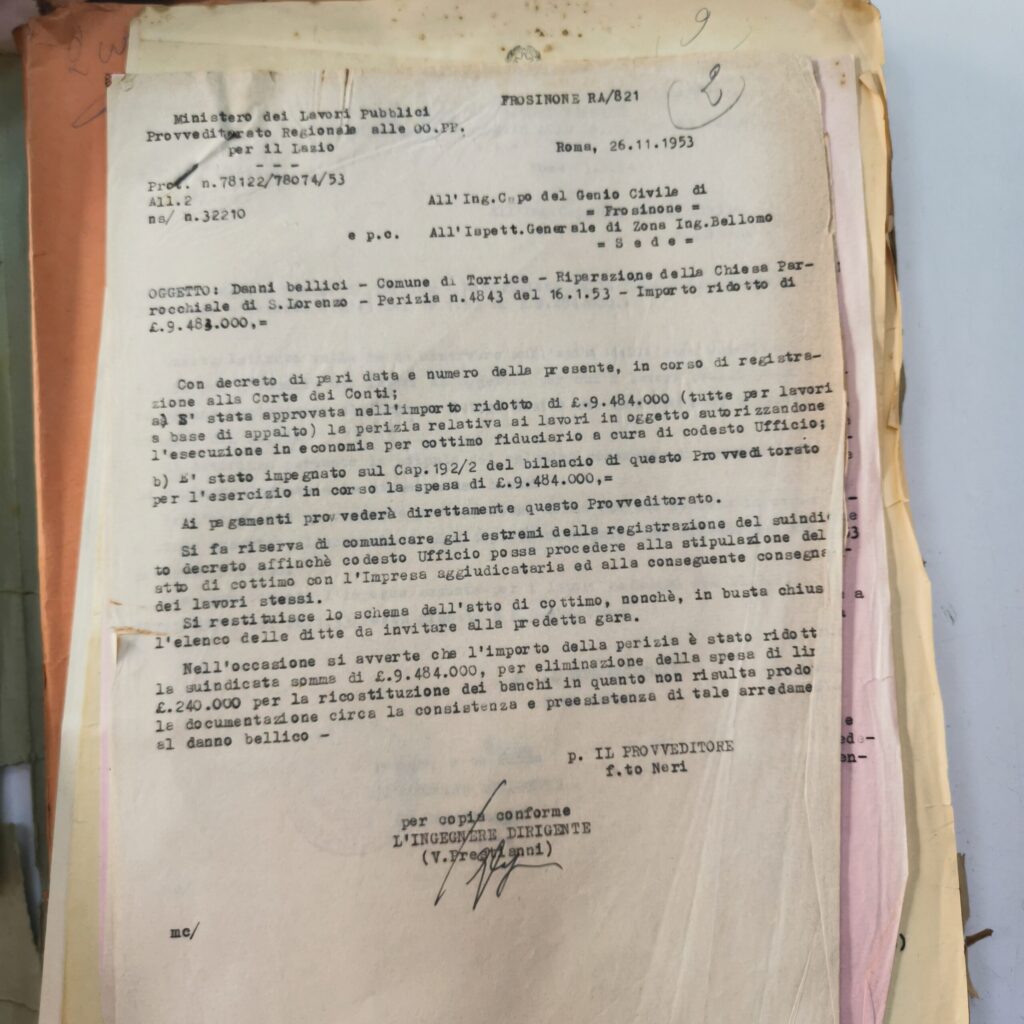 9
2
FROSINONE RA/821
Ministero dei Lavori Pubblici
Provveditorato Regionale alle OO.PP.
per il Lazio
Roma, 26.11.1953
Prot. n.78122/78074/53
All.2
ns/ n.32210
All'Ing.Capo del Genio Civile di
= Frosinone =
e p.c. All'Ispett.Generale di Zona Ing.Bellomo
= S e d e =
OGGETTO: Danni bellici - Comune di Torrice - Riparazione della Chiesa Par-
rocchiale di S.Lorenzo - Perizia n.4843 del 16.1.53 - Importo ridotto di
£.9.484.000,=
Con decreto di pari data e numero della presente, in corso di registra-
zione alla Corte dei Conti;
a) E' stata approvata nell'importo ridotto di £.9.484.000 (tutte per lavori
a base di appalto) la perizia relativa ai lavori in oggetto autorizzandone
l'esecuzione in economia per cottimo fiduciario a cura di codesto Ufficio;
b) E' stato impegnato sul Cap.192/2 del bilancio di questo Provveditorato
per l'esercizio in corso la spesa di £.9.484.000,=
Ai pagamenti provvederà direttamente questo Provveditorato.
Si fa riserva di comunicare gli estremi della registrazione del suindi
to decreto affinchè codesto Ufficio possa procedere alla stipulazione del
atto di cottimo con l'Impresa aggiudicataria ed alla conseguente consegna
dei lavori stessi.
Si restituisce lo schema dell'atto di cottimo, nonchè, in busta chius
l'elenco delle ditte da invitare alla predetta gara.
Nell'occasione si avverte che l'importo della perizia è stato ridott
la suindicata somma di £.9.484.000, per eliminazione della spesa di lir
£.240.000 per la ricostituzione dei banchi in quanto non risulta prodo
la documentazione circa la consistenza e preesistenza di tale arredame
al danno bellico -
p. IL PROVVEDITORE
f.to Neri
per copia conforme
L'INGEGNERE DIRIGENTE
(V.Prestianni)
mc/